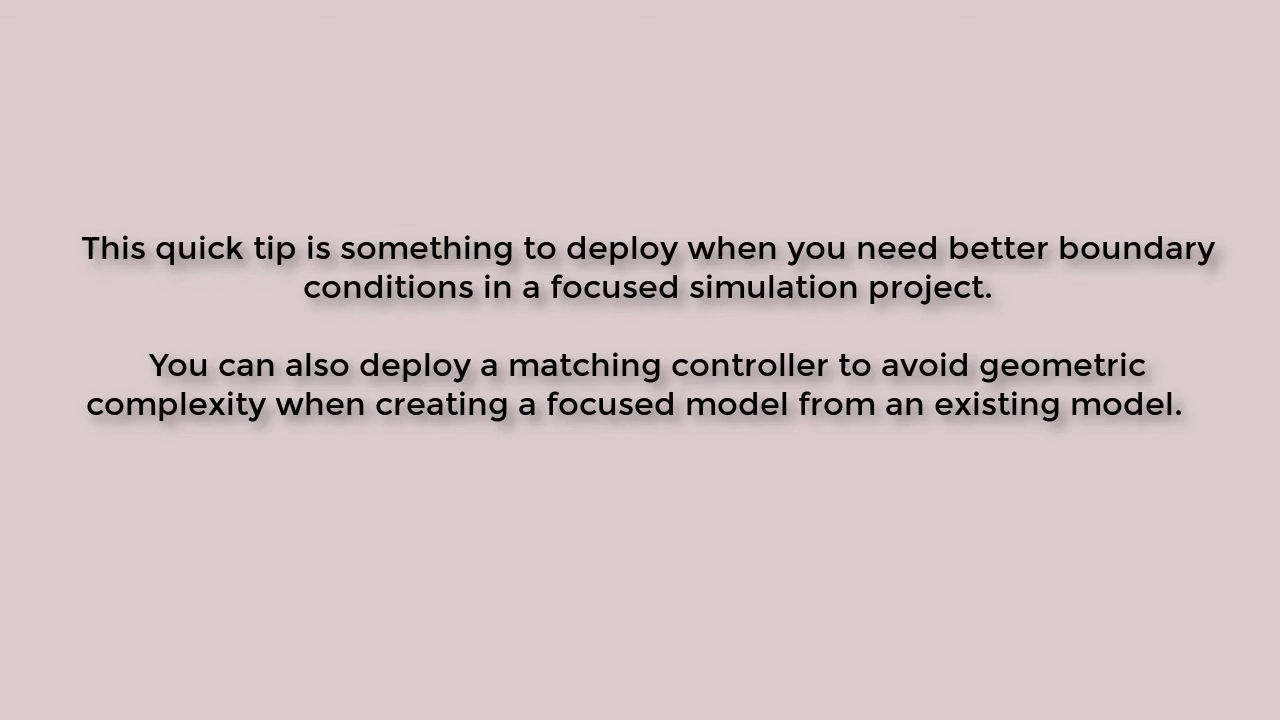 This quick tip is something to deploy when you need better boundary
conditions in a focused simulation project.
You can also deploy a matching controller to avoid geometric
complexity when creating a focused model from an existing model.